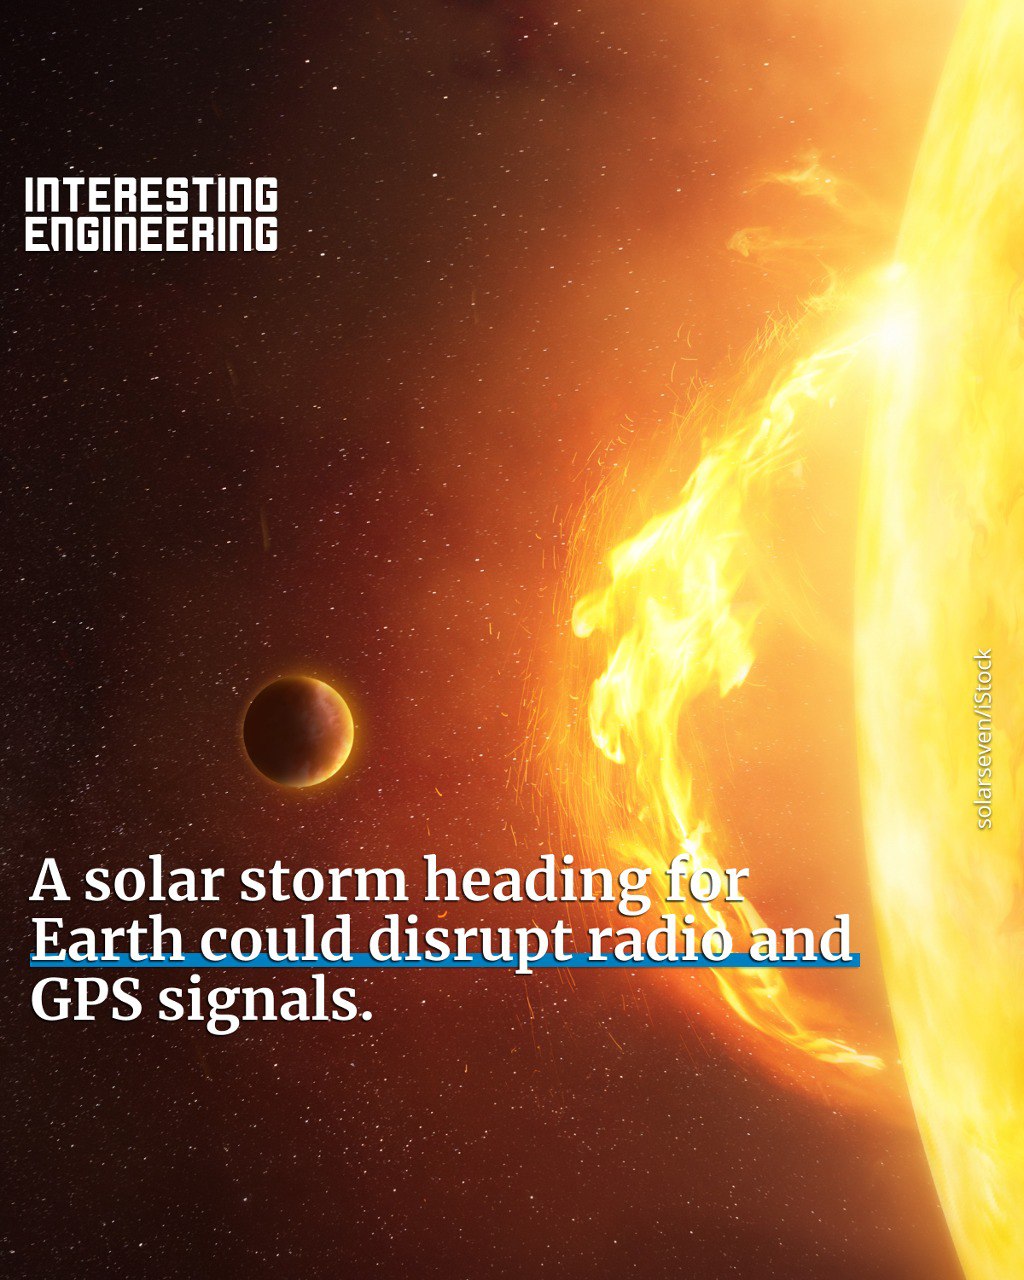 INTERESTING
ENGINEERING
solarseven/iStock
A solar storm heading for
Earth could disrupt radio and
GPS signals.